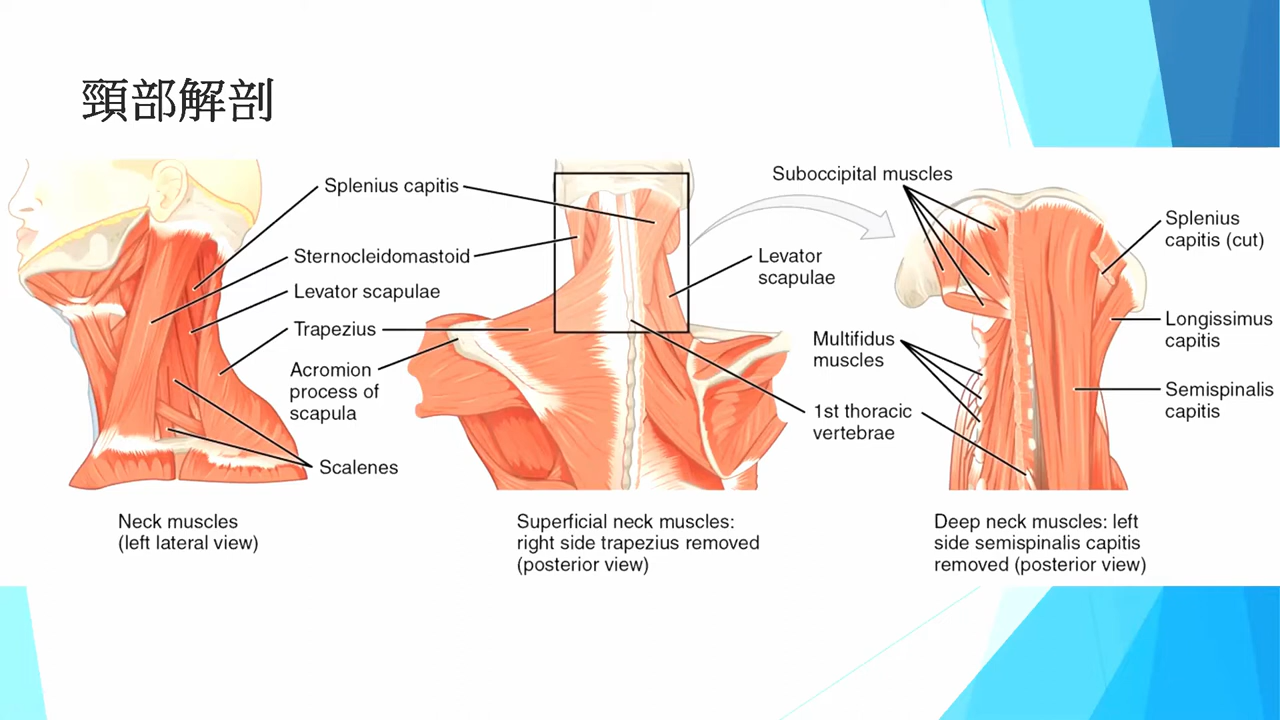 頸部解剖
Splenius capitis
Sternocleidomastoid
Levator scapulae
Trapezius
Acromion
process of
scapula
Scalenes
Neck muscles
(left lateral view)
Levator
scapulae
1st thoracic
vertebrae
Superficial neck muscles:
right side trapezius removed
(posterior view)
Suboccipital muscles
Multifidus
muscles
Splenius
capitis (cut)
Longissimus
capitis
Semispinalis
capitis
Deep neck muscles: left
side semispinalis capitis
removed (posterior view)